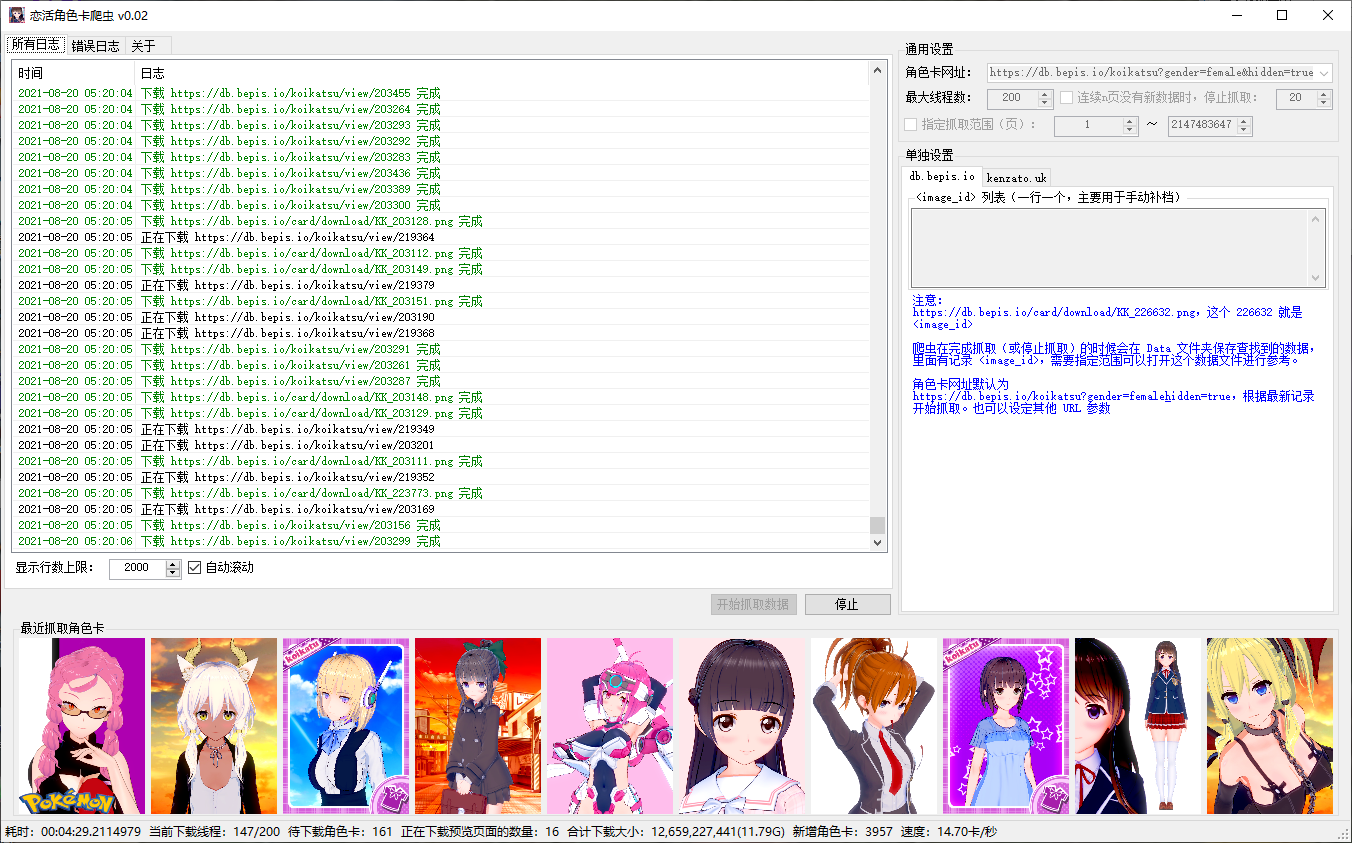 恋活角色卡爬虫 v0.02
所有日志 错误日志 关于
时间 日志
2021-08-20 05:20:04 下载 https://db.bepis.io/koikatsu/view/203455 完成
2021-08-20 05:20:04 下载 https://db.bepis.io/koikatsu/view/203264 完成
2021-08-20 05:20:04 下载 https://db.bepis.io/koikatsu/view/203293 完成
2021-08-20 05:20:04 下载 https://db.bepis.io/koikatsu/view/203292 完成
2021-08-20 05:20:04 下载 https://db.bepis.io/koikatsu/view/203283 完成
2021-08-20 05:20:04 下载 https://db.bepis.io/koikatsu/view/203436 完成
2021-08-20 05:20:04 下载 https://db.bepis.io/koikatsu/view/203389 完成
2021-08-20 05:20:04 下载 https://db.bepis.io/koikatsu/view/203300 完成
2021-08-20 05:20:05 下载 https://db.bepis.io/card/download/KK_203128.png 完成
2021-08-20 05:20:05 正在下载 https://db.bepis.io/koikatsu/view/219364
2021-08-20 05:20:05 下载 https://db.bepis.io/card/download/KK_203112.png 完成
2021-08-20 05:20:05 下载 https://db.bepis.io/card/download/KK_203149.png 完成
2021-08-20 05:20:05 正在下载 https://db.bepis.io/koikatsu/view/219379
2021-08-20 05:20:05 下载 https://db.bepis.io/card/download/KK_203151.png 完成
2021-08-20 05:20:05 正在下载 https://db.bepis.io/koikatsu/view/203190
2021-08-20 05:20:05 正在下载 https://db.bepis.io/koikatsu/view/219368
2021-08-20 05:20:05 下载 https://db.bepis.io/koikatsu/view/203291 完成
2021-08-20 05:20:05 下载 https://db.bepis.io/koikatsu/view/203261 完成
2021-08-20 05:20:05 下载 https://db.bepis.io/koikatsu/view/203287 完成
2021-08-20 05:20:05 下载 https://db.bepis.io/card/download/KK_203148.png 完成
2021-08-20 05:20:05 下载 https://db.bepis.io/card/download/KK_203129.png 完成
2021-08-20 05:20:05 正在下载 https://db.bepis.io/koikatsu/view/219349
2021-08-20 05:20:05 正在下载 https://db.bepis.io/koikatsu/view/203201
2021-08-20 05:20:05 下载 https://db.bepis.io/card/download/KK_203111.png 完成
2021-08-20 05:20:05 正在下载 https://db.bepis.io/koikatsu/view/219352
2021-08-20 05:20:05 下载 https://db.bepis.io/card/download/KK_223773.png 完成
2021-08-20 05:20:05 正在下载 https://db.bepis.io/koikatsu/view/203169
2021-08-20 05:20:05 下载 https://db.bepis.io/koikatsu/view/203156 完成
2021-08-20 05:20:06 下载 https://db.bepis.io/koikatsu/view/203299 完成
显示行数上限： 2000 自动滚动
开始抓取数据 停止
通用设置
角色卡网址： https://db.bepis.io/koikatsu?gender=female&hidden=true
最大线程数： 200 连续n页没有新数据时，停止抓取： 20
指定抓取范围（页）： 1 ～ 2147483647
单独设置
db.bepis.io kenzato.uk
<image_id> 列表（一行一个，主要用于手动补档）
注意：
https://db.bepis.io/card/download/KK_226632.png，这个 226632 就是
<image_id>
爬虫在完成抓取（或停止抓取）的时候会在 Data 文件夹保存查找到的数据，
里面有记录 <image_id>，需要指定范围可以打开这个数据文件进行参考。
角色卡网址默认为
https://db.bepis.io/koikatsu?gender=femalehidden=true，根据最新记录
开始抓取。也可以设定其他 URL 参数
最近抓取角色卡
POKéMON
koikatu
koikatu
耗时：00:04:29.2114979 当前下载线程：147/200 待下载角色卡：161 正在下载预览页面的数量：16 合计下载大小：12,659,227,441(11.79G) 新增角色卡：3957 速度：14.70卡/秒